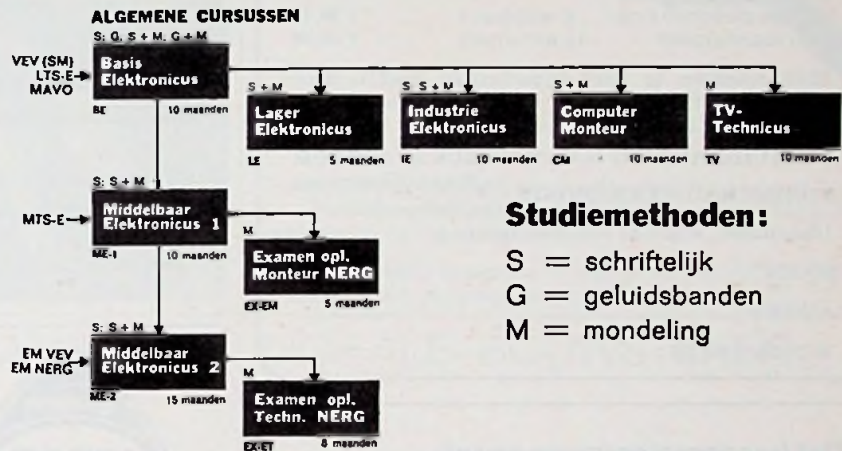 ALGEMENE CURSUSSEN
S: G, S + M, G + M
VEV (SM)
LTS-E
MAVO
Basis
Elektronicus
BE
10 maanden
S + M
Lager
Elektronicus
LE
5 maanden
S S + M
Industrie
Elektronicus
IE
10 maanden
S + M
Computer
Monteur
CM
10 maanden
M
TV-
Technicus
TV
10 maanden
S: S + M
MTS-E
Middelbaar
Elektronicus 1
ME-1
10 maanden
M
Examen opl.
Monteur NERG
EX-EM
5 maanden
S: S + M
EM VEV
EM NERG
Middelbaar
Elektronicus 2
ME-2
15 maanden
M
Examen opl.
Techn. NERG
EX-ET
8 maanden
Studiemethoden:
S = schriftelijk
G = geluidsbanden
M = mondeling